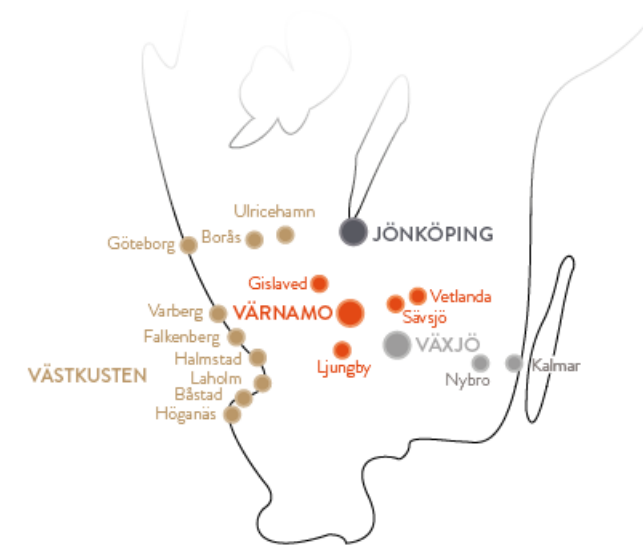 Ulricehamn
Göteborg
Borås
JÖNKÖPING
Gislaved
Vetlanda
Varberg
VÄRNAMO
Sävsjö
Falkenberg
VÄXJÖ
Halmstad
Ljungby
Kalmar
VÄSTKUSTEN
Laholm
Nybro
Båstad
Höganäs